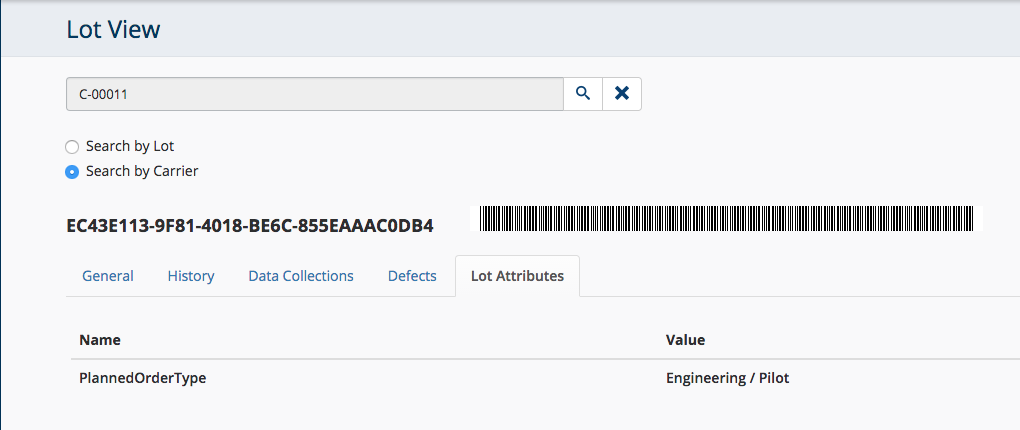 Lot View
C-00011
Search by Lot
Search by Carrier
EC43E113-9F81-4018-BE6C-855EAAAC0DB4
General History Data Collections Defects Lot Attributes
Name Value
PlannedOrderType Engineering / Pilot